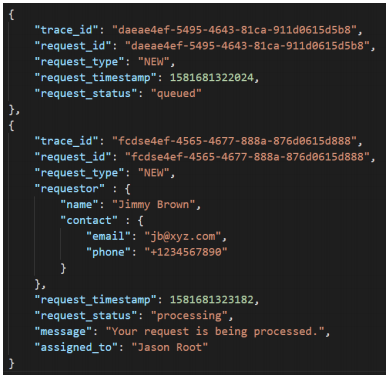 {
    "trace_id": "daeae4ef-5495-4643-81ca-911d0615d5b8",
    "request_id": "daeae4ef-5495-4643-81ca-911d0615d5b8",
    "request_type": "NEW",
    "request_timestamp": 1581681322024,
    "request_status": "queued"
},
{
    "trace_id": "fcdse4ef-4565-4677-888a-876d0615d888",
    "request_id": "fcdse4ef-4565-4677-888a-876d0615d888",
    "request_type": "NEW",
    "requestor" : {
        "name": "Jimmy Brown",
        "contact" : {
            "email": "jb@xyz.com",
            "phone": "+1234567890"
        }
    },
    "request_timestamp": 1581681323182,
    "request_status": "processing",
    "message": "Your request is being processed.",
    "assigned_to": "Jason Root"
}